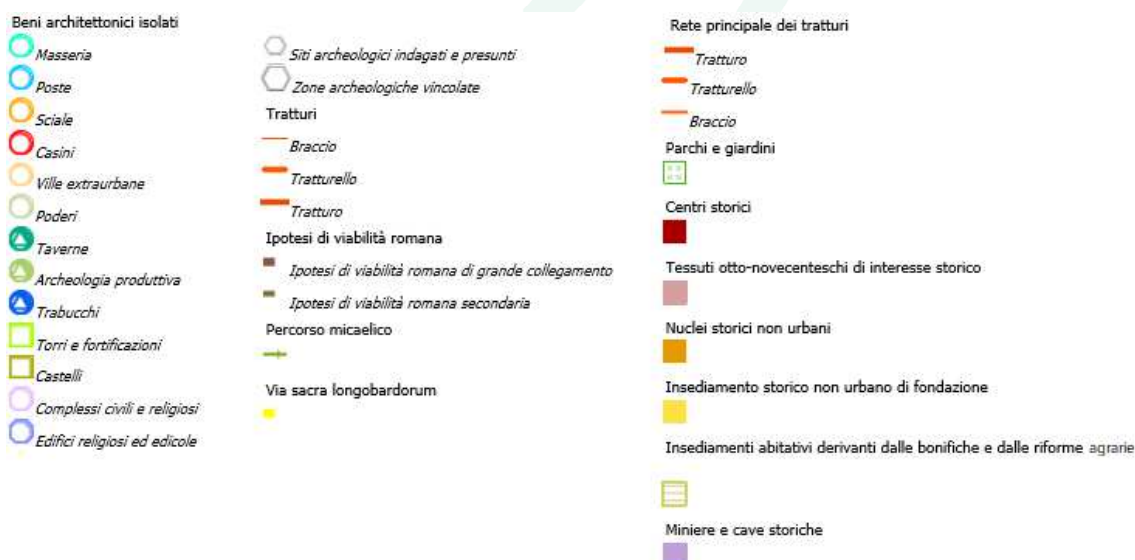 Beni architettonici isolati
Masseria
Poste
Sciale
Casini
Ville extraurbane
Poderi
Taverne
Archeologia produttiva
Trabucchi
Torri e fortificazioni
Castelli
Complessi civili e religiosi
Edifici religiosi ed edicole
Siti archeologici indagati e presunti
Zone archeologiche vincolate
Tratturi
Braccio
Tratturello
Tratturo
Ipotesi di viabilità romana
Ipotesi di viabilità romana di grande collegamento
Ipotesi di viabilità romana secondaria
Percorso micaelico
Via sacra longobardorum
Rete principale dei tratturi
Tratturo
Tratturello
Braccio
Parchi e giardini
Centri storici
Tessuti otto-novecenteschi di interesse storico
Nuclei storici non urbani
Insediamento storico non urbano di fondazione
Insediamenti abitativi derivanti dalle bonifiche e dalle riforme agrarie
Miniere e cave storiche